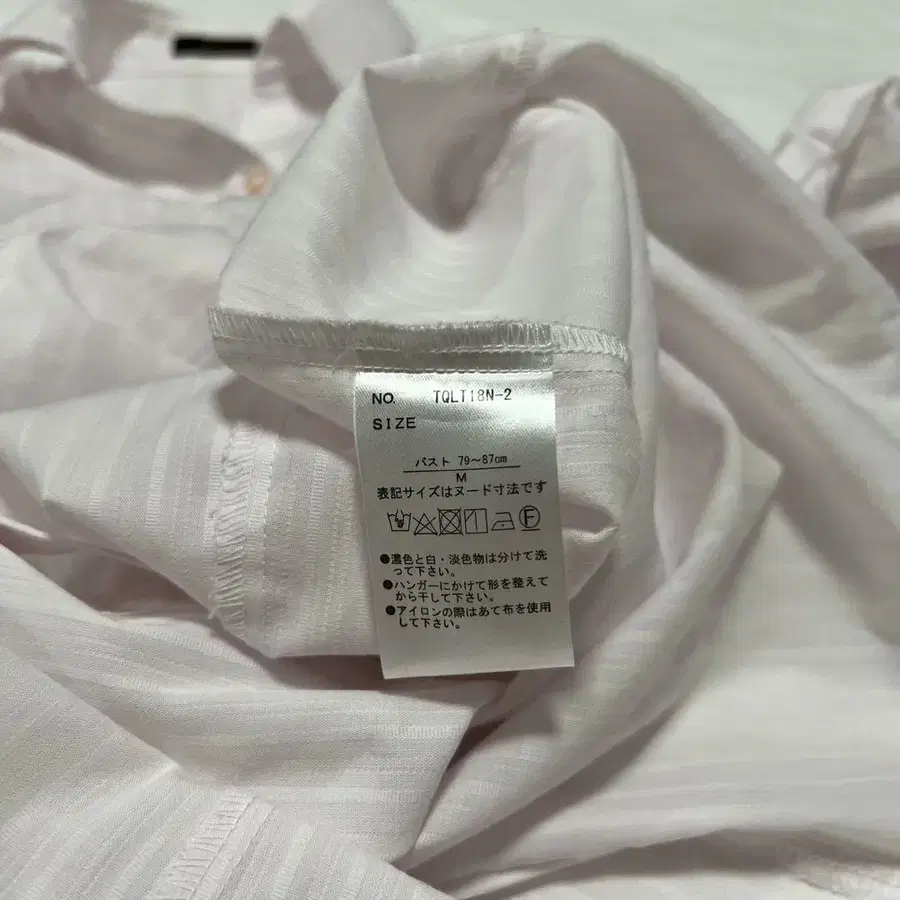 NO. TQLT18N-2
SIZE
バスト 79～87cm
M
表記サイズはヌード寸法です
Ⓕ
●濃色と白・淡色物は分けて洗
って下さい。
●ハンガーにかけて形を整えて
から干して下さい。
●アイロンの際はあて布を使用
して下さい。